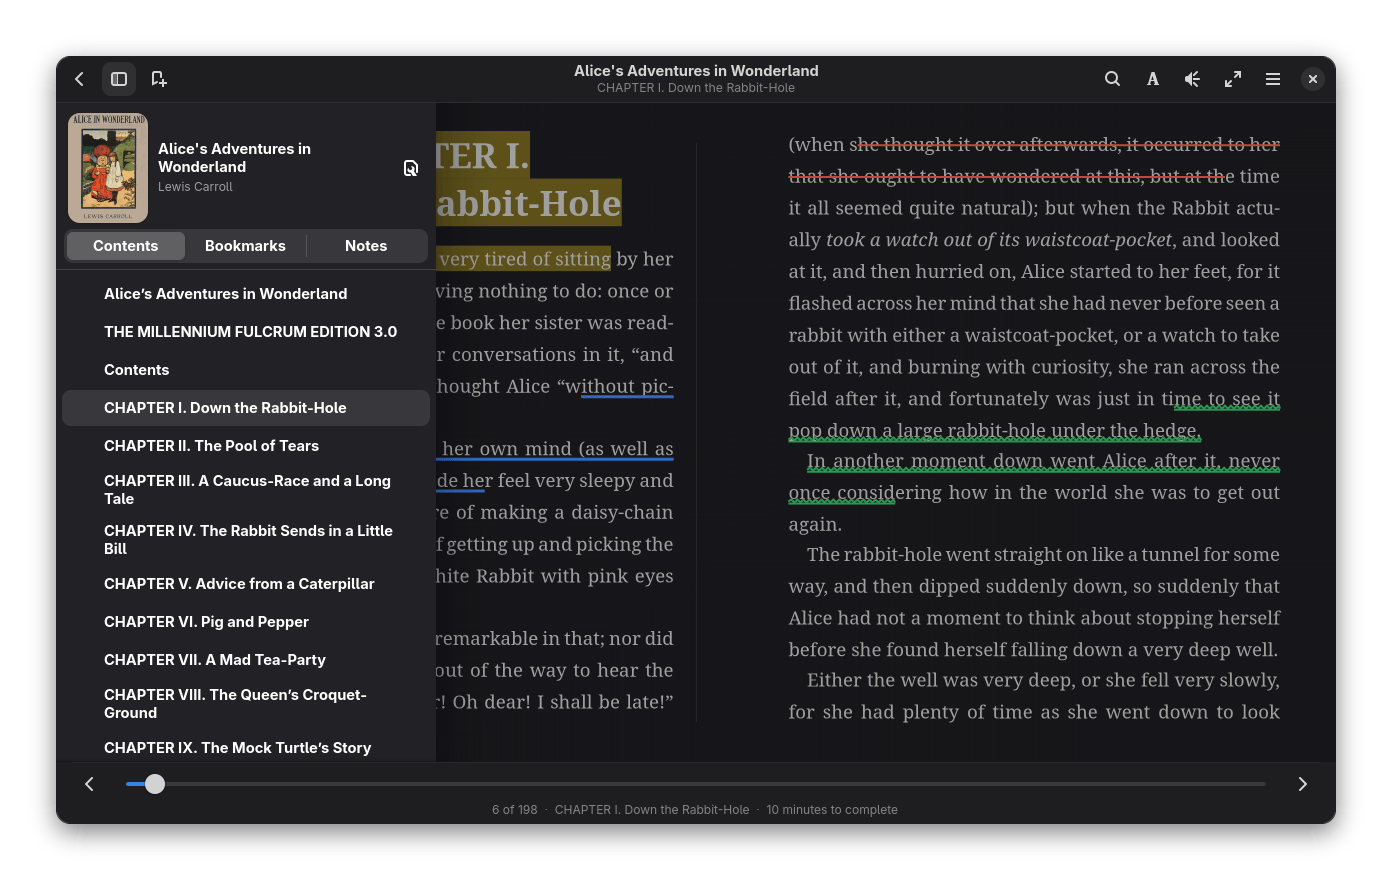 Alice's Adventures in Wonderland
CHAPTER I. Down the Rabbit-Hole
A
ALICE IN WONDERLAND
LEWIS CARROLL
Alice's Adventures in
Wonderland
Lewis Carroll
Contents
Bookmarks
Notes
Alice’s Adventures in Wonderland
THE MILLENNIUM FULCRUM EDITION 3.0
Contents
CHAPTER I. Down the Rabbit-Hole
CHAPTER II. The Pool of Tears
CHAPTER III. A Caucus-Race and a Long
Tale
CHAPTER IV. The Rabbit Sends in a Little
Bill
CHAPTER V. Advice from a Caterpillar
CHAPTER VI. Pig and Pepper
CHAPTER VII. A Mad Tea-Party
CHAPTER VIII. The Queen’s Croquet-
Ground
CHAPTER IX. The Mock Turtle’s Story
TER I.
abbit-Hole
very tired of sitting by her
ving nothing to do: once or
e book her sister was read-
r conversations in it, “and
hought Alice “without pic-
her own mind (as well as
de her feel very sleepy and
re of making a daisy-chain
f getting up and picking the
hite Rabbit with pink eyes
remarkable in that; nor did
out of the way to hear the
r! Oh dear! I shall be late!”
(when she thought it over afterwards, it occurred to her
that she ought to have wondered at this, but at the time
it all seemed quite natural); but when the Rabbit actu-
ally took a watch out of its waistcoat-pocket, and looked
at it, and then hurried on, Alice started to her feet, for it
flashed across her mind that she had never before seen a
rabbit with either a waistcoat-pocket, or a watch to take
out of it, and burning with curiosity, she ran across the
field after it, and fortunately was just in time to see it
pop down a large rabbit-hole under the hedge.
In another moment down went Alice after it, never
once considering how in the world she was to get out
again.
The rabbit-hole went straight on like a tunnel for some
way, and then dipped suddenly down, so suddenly that
Alice had not a moment to think about stopping herself
before she found herself falling down a very deep well.
Either the well was very deep, or she fell very slowly,
for she had plenty of time as she went down to look
6 of 198 · CHAPTER I. Down the Rabbit-Hole · 10 minutes to complete